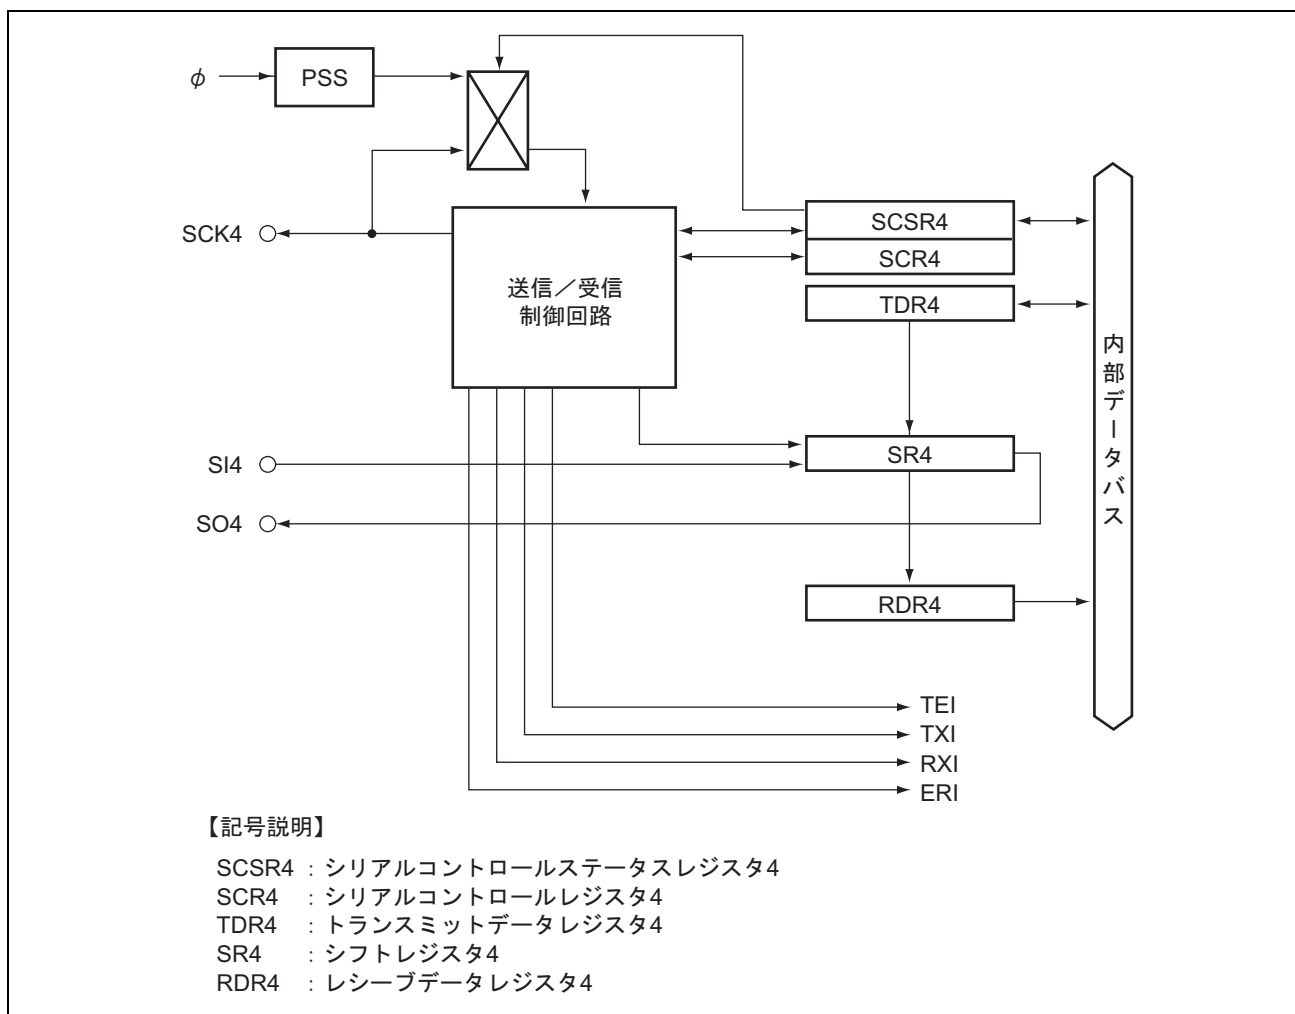 φ
PSS
SCK4
SCSR4
SCR4
送信／受信
制御回路
TDR4
内部データバス
SR4
SI4
SO4
RDR4
TEI
TXI
RXI
ERI
【記号説明】
SCSR4 : シリアルコントロールステータスレジスタ4
SCR4 : シリアルコントロールレジスタ4
TDR4 : トランスミットデータレジスタ4
SR4 : シフトレジスタ4
RDR4 : レシーブデータレジスタ4